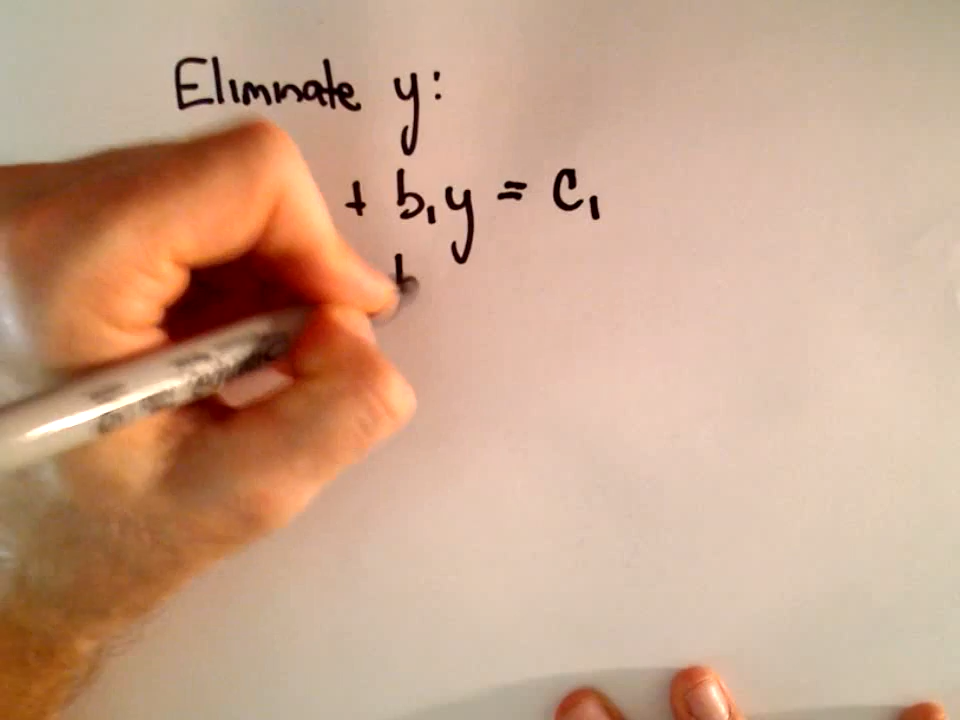 Elimnate y:
+ b₁y = c₁
b